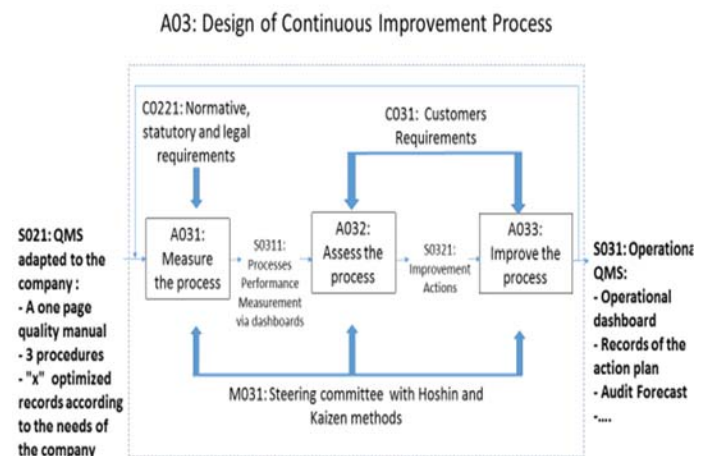 A03: Design of Continuous Improvement Process
C0221: Normative,
statutory and legal
requirements
C031: Customers
Requirements
S021: QMS
adapted to the
company :
- A one page
quality manual
- 3 procedures
- "x" optimized
records according
to the needs of
the company
A031:
Measure
the process
S0311:
Processes
Performance
Measurement
via dashboards
A032:
Assess the
process
S0321:
Improvement
Actions
A033:
Improve the
process
S031: Operationa
QMS:
- Operational
dashboard
- Records of the
action plan
- Audit Forecast
-....
M031: Steering committee with Hoshin and
Kaizen methods